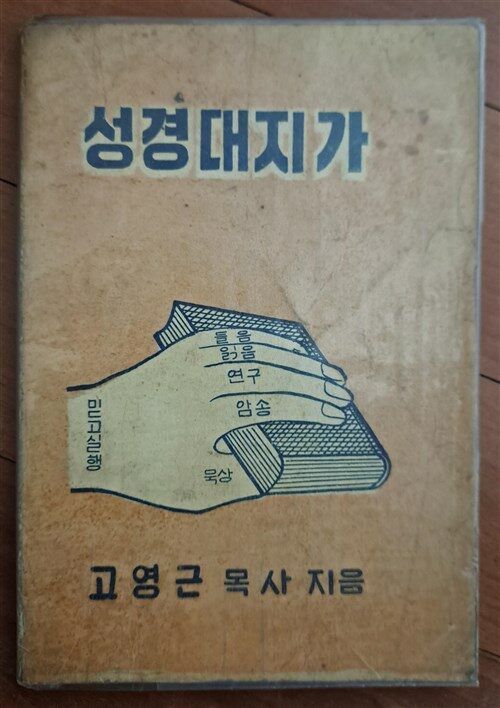 성경대지가
들음
읽음
연구
암송
묵상
믿고실행
고영근 목사 지음